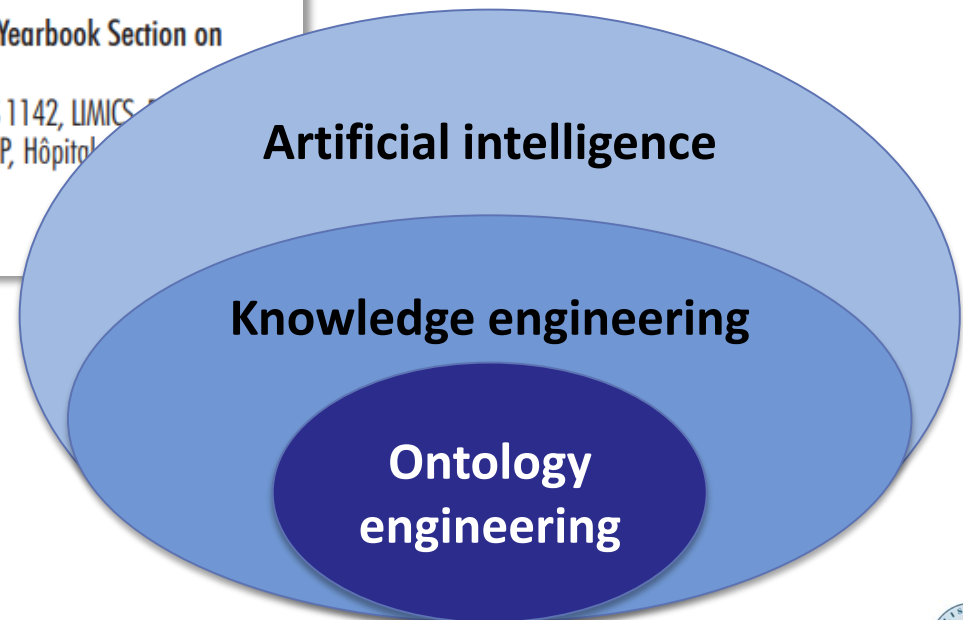 Yearbook Section on
1142, LIMICS,
P, Hôpital
Artificial intelligence
Knowledge engineering
Ontology
engineering